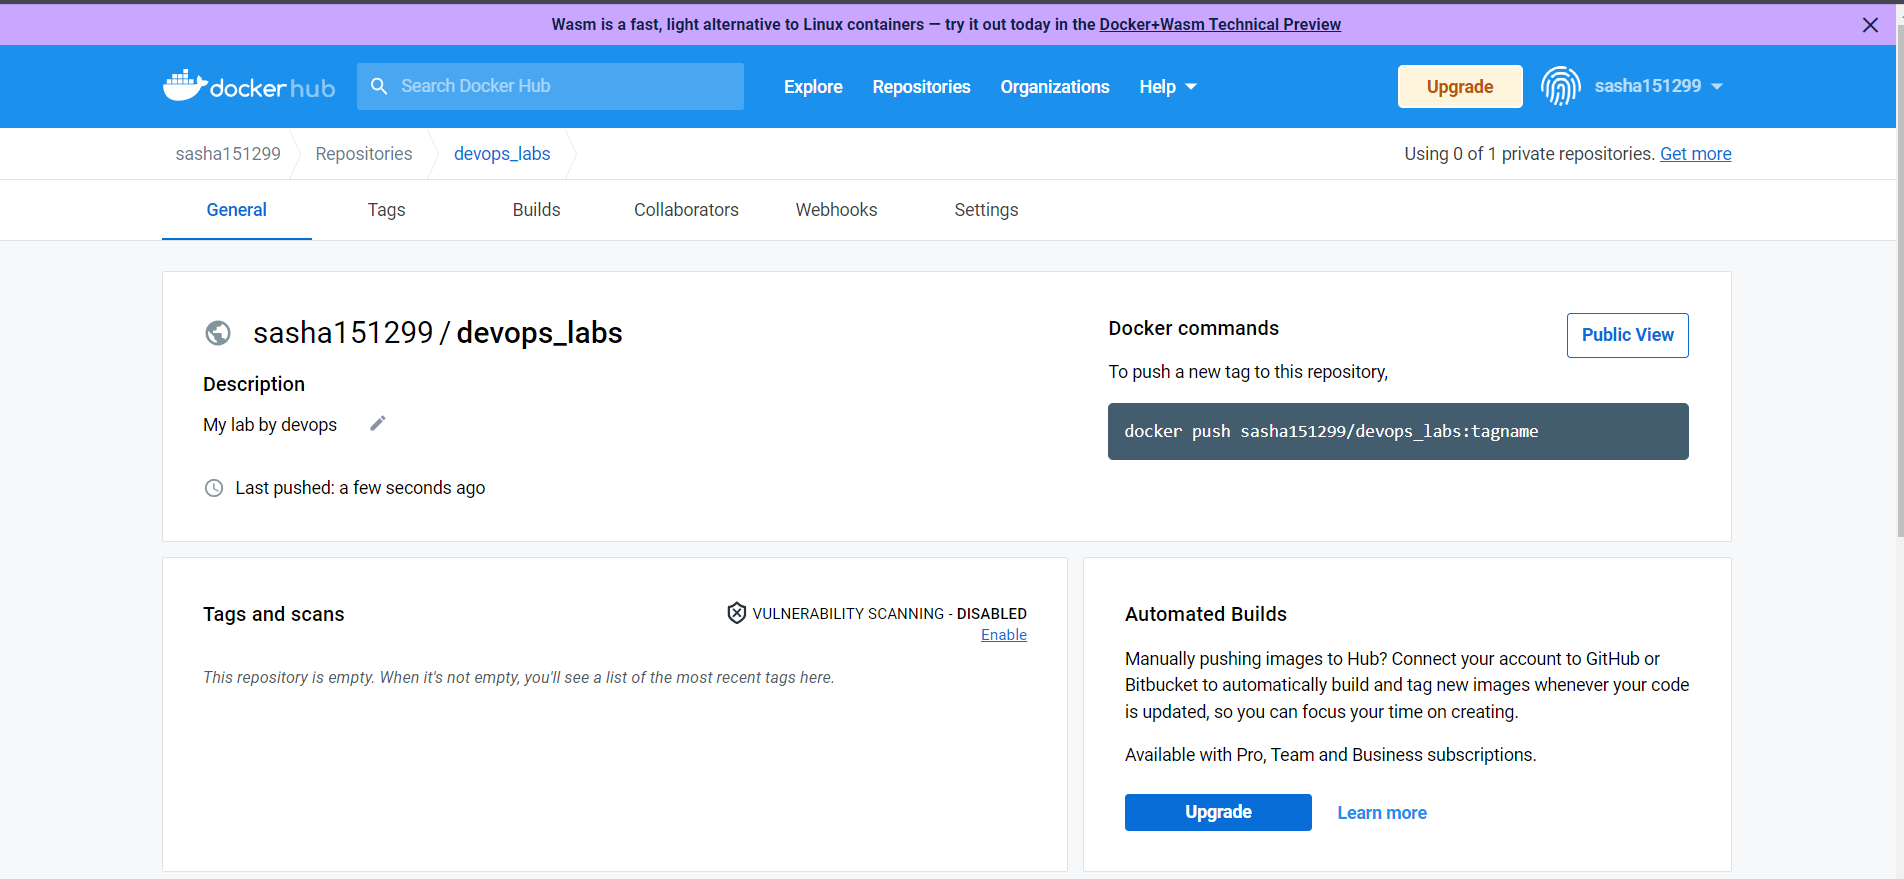 Wasm is a fast, light alternative to Linux containers — try it out today in the Docker+Wasm Technical Preview
dockerhub
Search Docker Hub
Explore
Repositories
Organizations
Help
Upgrade
sasha151299
sasha151299
Repositories
devops_labs
Using 0 of 1 private repositories. Get more
General
Tags
Builds
Collaborators
Webhooks
Settings
sasha151299 / devops_labs
Description
My lab by devops
Last pushed: a few seconds ago
Docker commands
Public View
To push a new tag to this repository,
docker push sasha151299/devops_labs:tagname
Tags and scans
VULNERABILITY SCANNING - DISABLED
Enable
This repository is empty. When it's not empty, you'll see a list of the most recent tags here.
Automated Builds
Manually pushing images to Hub? Connect your account to GitHub or
Bitbucket to automatically build and tag new images whenever your code
is updated, so you can focus your time on creating.
Available with Pro, Team and Business subscriptions.
Upgrade
Learn more